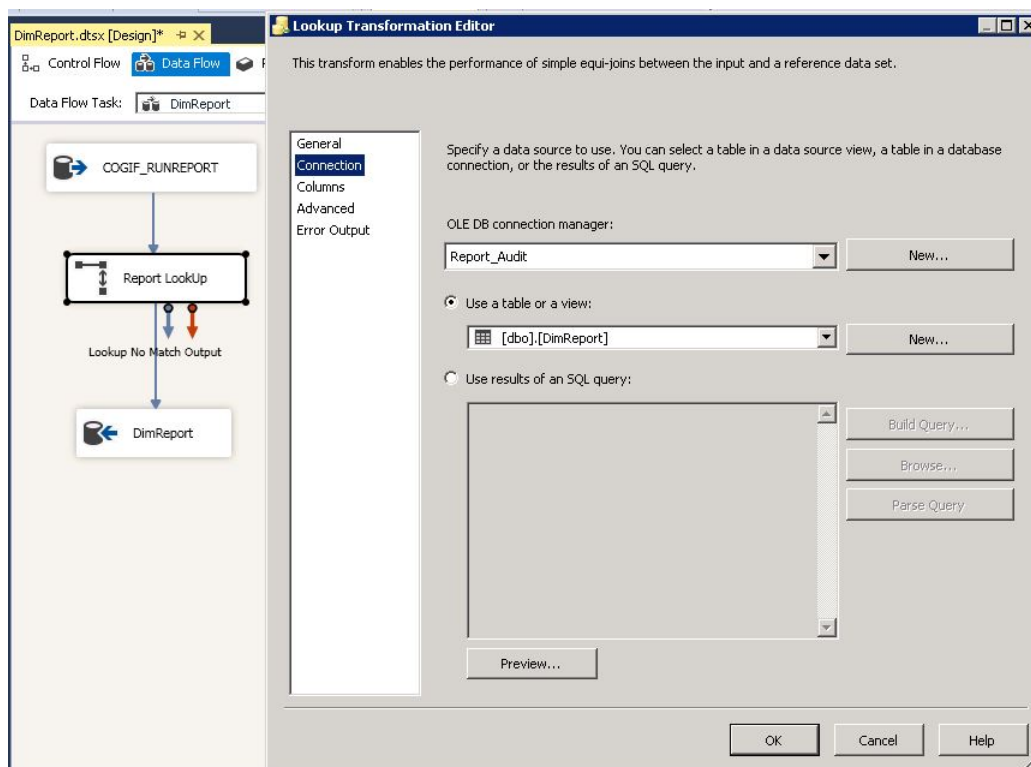 DimReport.dtsx [Design]*
Control Flow
Data Flow
Data Flow Task:
DimReport
COGIF_RUNREPORT
Report LookUp
Lookup No Match Output
DimReport
Lookup Transformation Editor
This transform enables the performance of simple equi-joins between the input and a reference data set.
General
Connection
Columns
Advanced
Error Output
Specify a data source to use. You can select a table in a data source view, a table in a database
connection, or the results of an SQL query.
OLE DB connection manager:
Report_Audit
New...
Use a table or a view:
[dbo].[DimReport]
New...
Use results of an SQL query:
Build Query...
Browse...
Parse Query
Preview...
OK
Cancel
Help